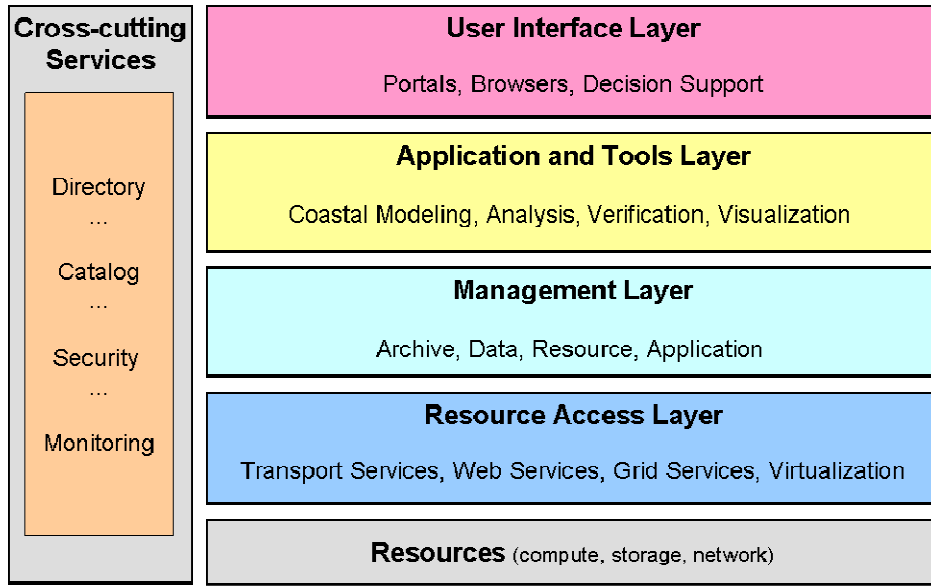 Cross-cutting
Services
Directory
...
Catalog
...
Security
...
Monitoring
User Interface Layer
Portals, Browsers, Decision Support
Application and Tools Layer
Coastal Modeling, Analysis, Verification, Visualization
Management Layer
Archive, Data, Resource, Application
Resource Access Layer
Transport Services, Web Services, Grid Services, Virtualization
Resources (compute, storage, network)